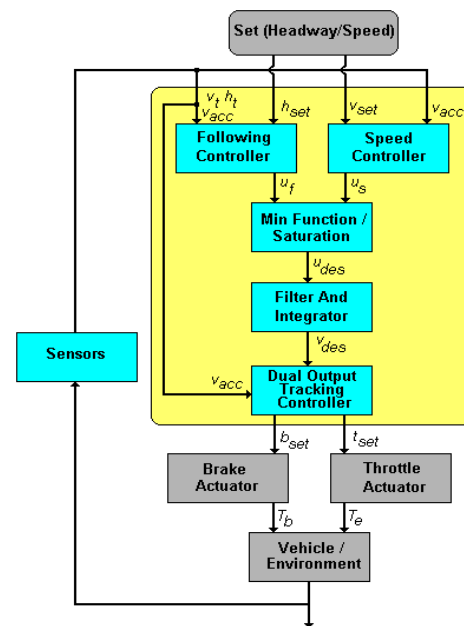 Set (Headway/Speed)
v_t h_t
v_acc
h_set
v_set
v_acc
Following
Controller
Speed
Controller
u_f
u_s
Min Function /
Saturation
u_des
Filter And
Integrator
v_des
Sensors
v_acc
Dual Output
Tracking
Controller
b_set
t_set
Brake
Actuator
Throttle
Actuator
T_b
T_e
Vehicle /
Environment